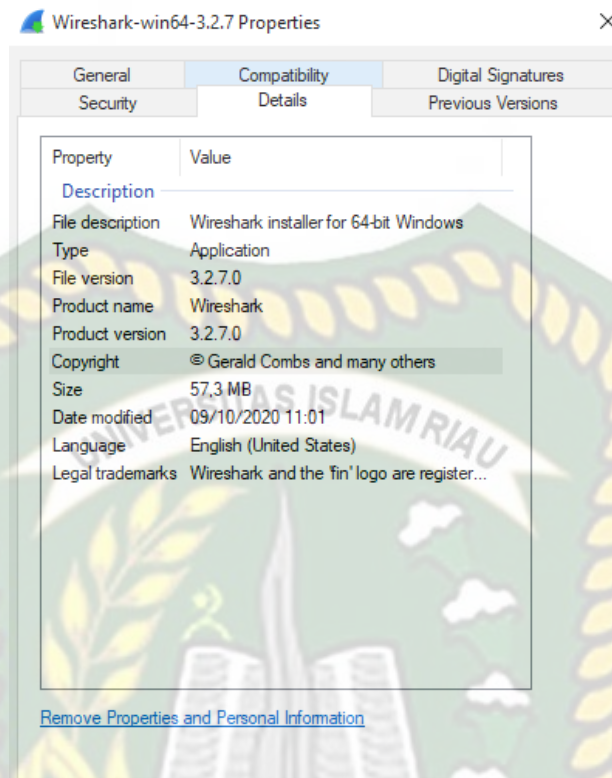 Wireshark-win64-3.2.7 Properties
General Compatibility Digital Signatures
Security Details Previous Versions
Property Value
Description
File description Wireshark installer for 64-bit Windows
Type Application
File version 3.2.7.0
Product name Wireshark
Product version 3.2.7.0
Copyright © Gerald Combs and many others
Size 57,3 MB
Date modified 09/10/2020 11:01
Language English (United States)
Legal trademarks Wireshark and the 'fin' logo are register...
UNIVERSITAS ISLAM RIAU
Remove Properties and Personal Information